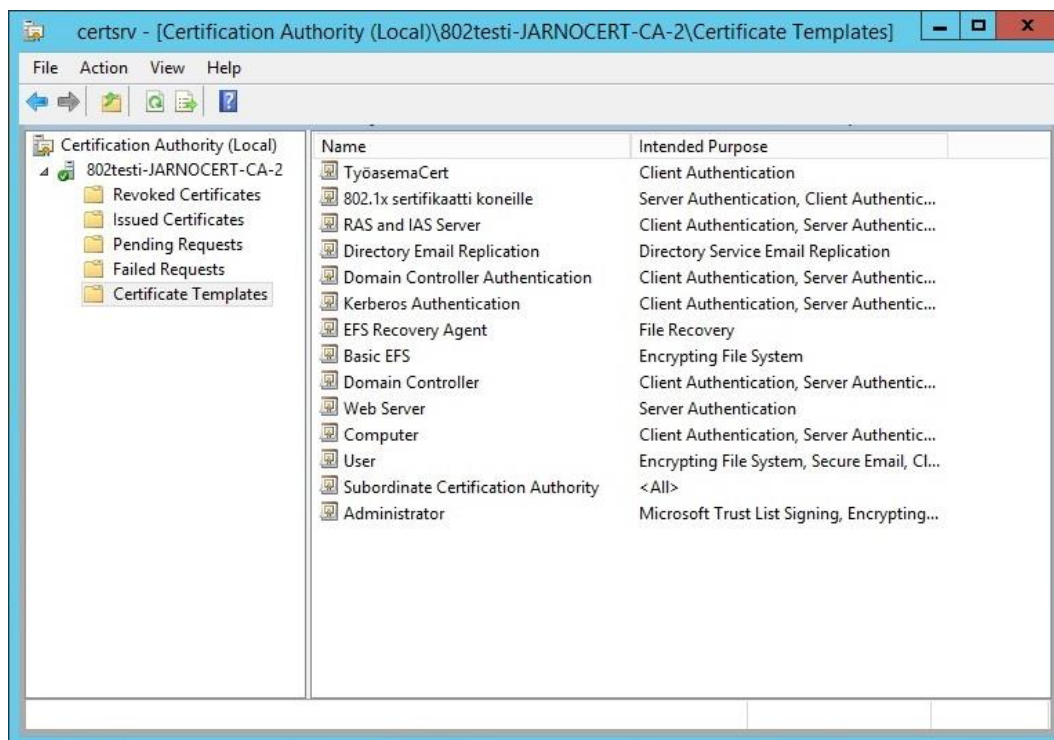 certsrv - [Certification Authority (Local)\802testi-JARNOCERT-CA-2\Certificate Templates]
File Action View Help
Certification Authority (Local)
802testi-JARNOCERT-CA-2
Revoked Certificates
Issued Certificates
Pending Requests
Failed Requests
Certificate Templates
Name Intended Purpose
TyöasemaCert Client Authentication
802.1x sertifikaatti koneille Server Authentication, Client Authentic...
RAS and IAS Server Client Authentication, Server Authentic...
Directory Email Replication Directory Service Email Replication
Domain Controller Authentication Client Authentication, Server Authentic...
Kerberos Authentication Client Authentication, Server Authentic...
EFS Recovery Agent File Recovery
Basic EFS Encrypting File System
Domain Controller Client Authentication, Server Authentic...
Web Server Server Authentication
Computer Client Authentication, Server Authentic...
User Encrypting File System, Secure Email, Cl...
Subordinate Certification Authority <All>
Administrator Microsoft Trust List Signing, Encrypting...